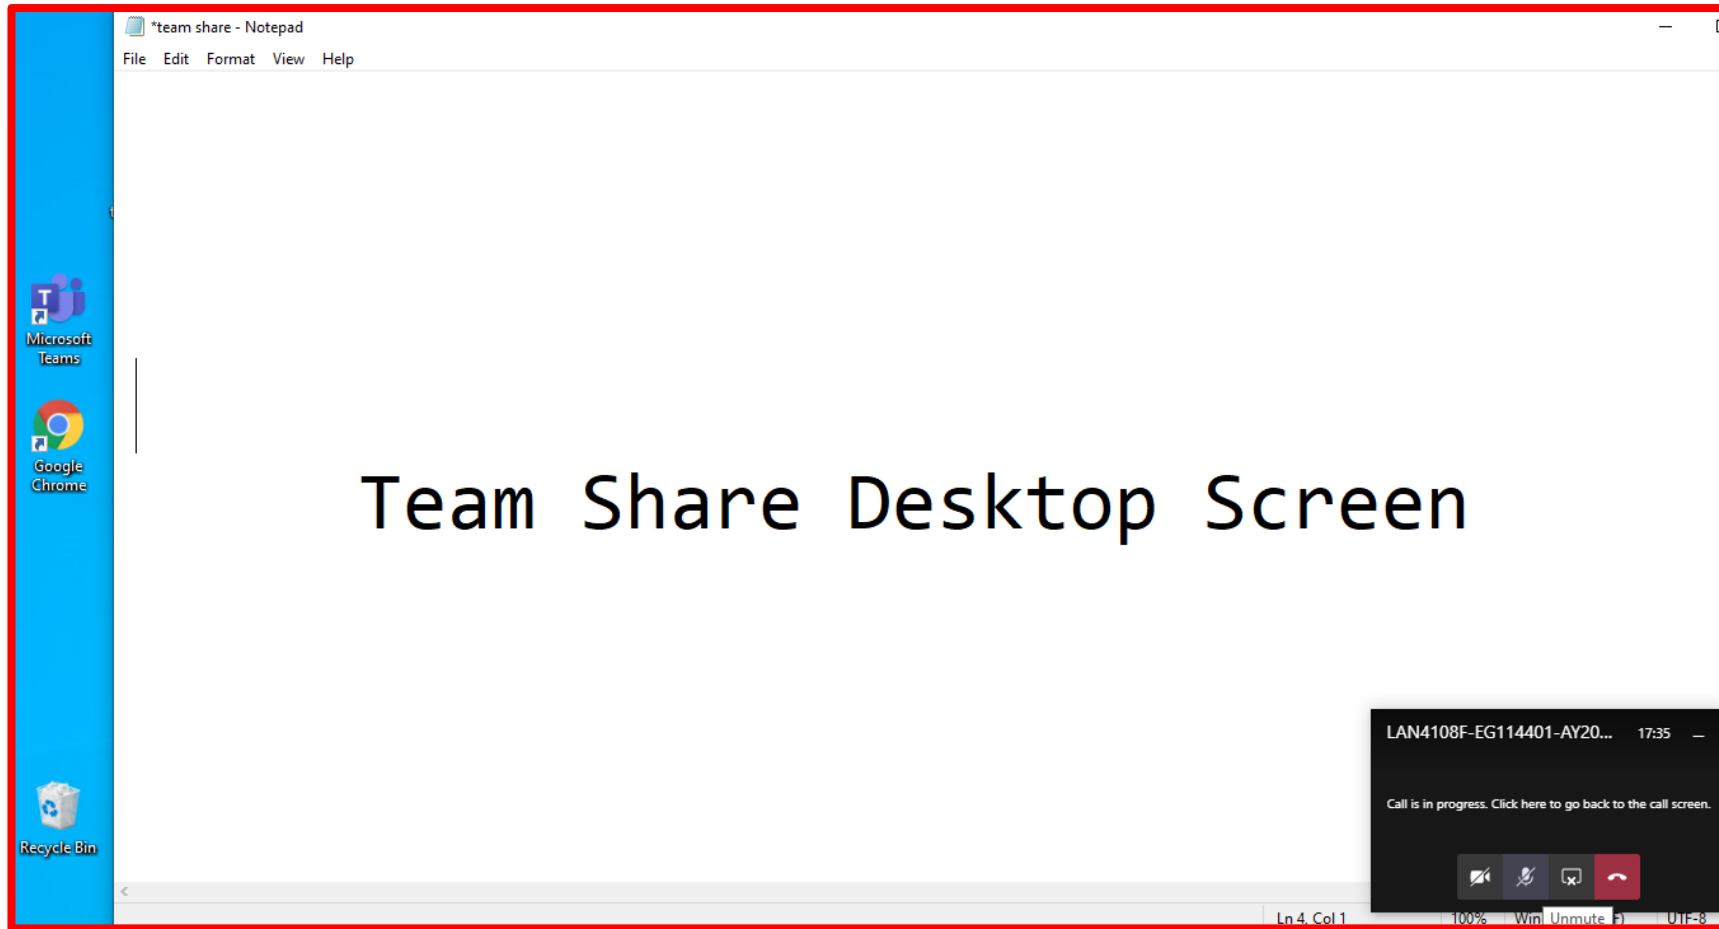 *team share - Notepad
File Edit Format View Help
Microsoft
Teams
Google
Chrome
Team Share Desktop Screen
Recycle Bin
LAN4108F-EG114401-AY20... 17:35
Call is in progress. Click here to go back to the call screen.
Ln 4, Col 1 100% Win F) UTF-8
Unmute